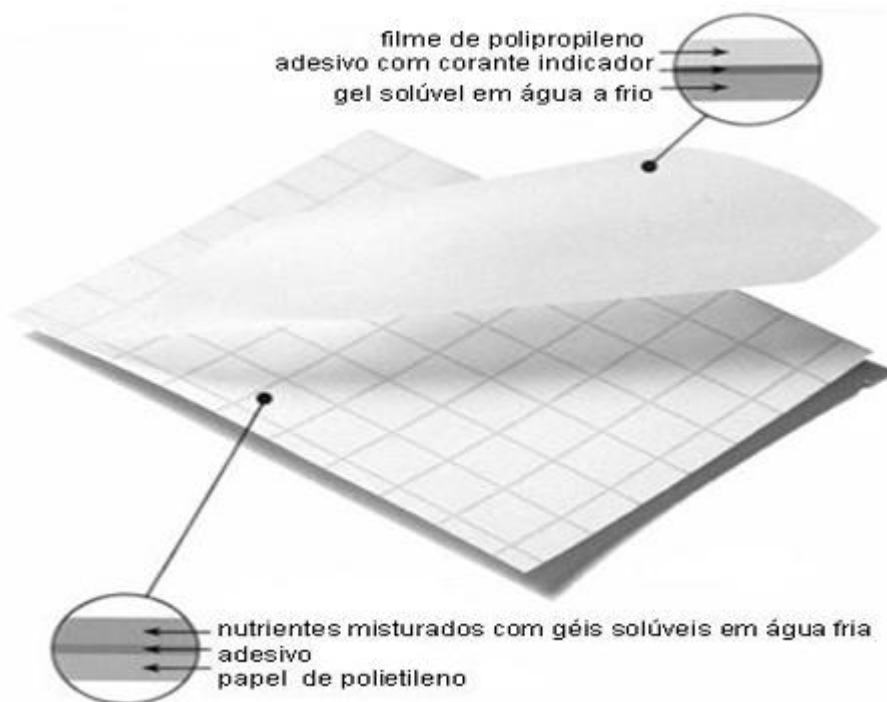 filme de polipropileno
adesivo com corante indicador
gel solúvel em água a frio
nutrientes misturados com géis solúveis em água fria
adesivo
papel de polietileno